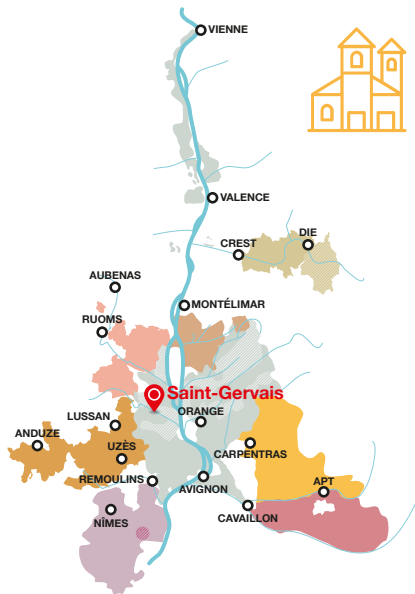 VIENNE
VALENCE
DIE
CREST
AUBENAS
MONTÉLIMAR
RUOMS
Saint-Gervais
LUSSAN
ORANGE
ANDUZE
UZÈS
CARPENTRAS
REMOULINS
APT
AVIGNON
NÎMES
CAVAILLON